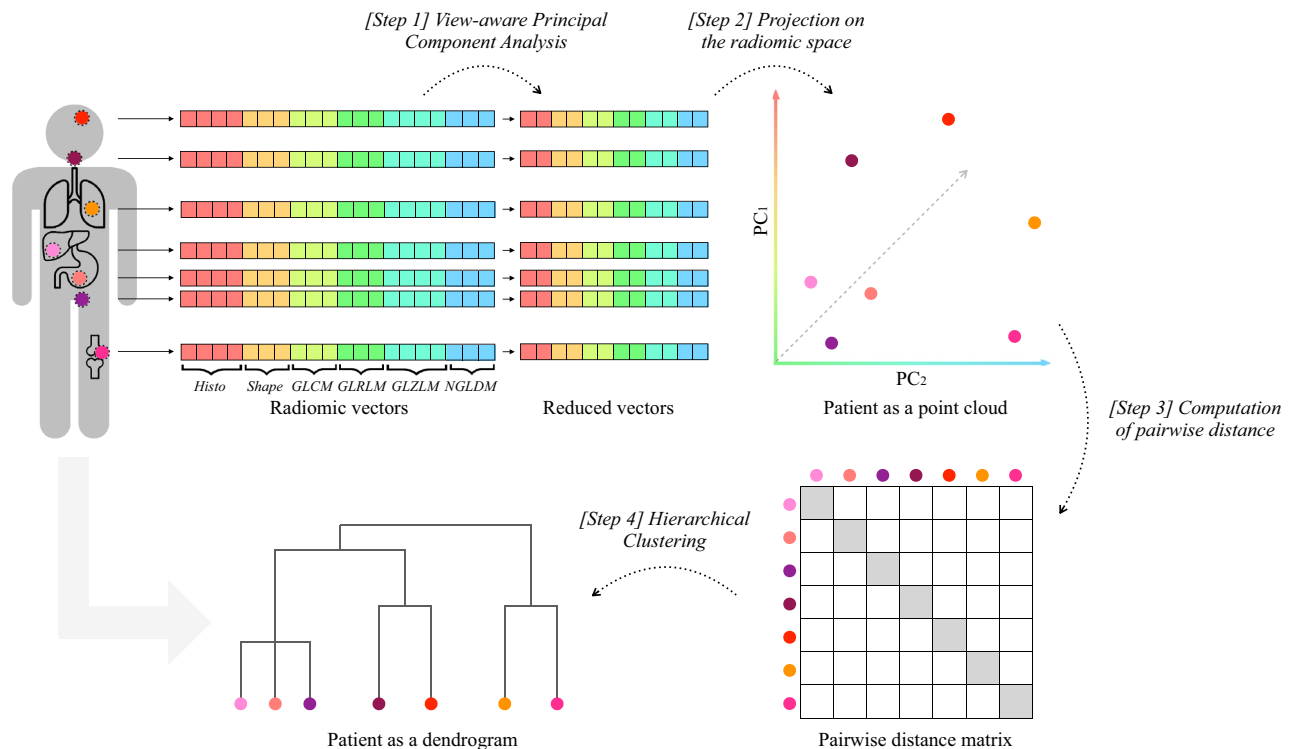 [Step 1] View-aware Principal
Component Analysis
[Step 2] Projection on
the radiomic space
PC1
PC2
Histo Shape GLCM GLRLM GLZLM NGLDM
Radiomic vectors
Reduced vectors
Patient as a point cloud
[Step 3] Computation
of pairwise distance
[Step 4] Hierarchical
Clustering
Patient as a dendrogram
Pairwise distance matrix